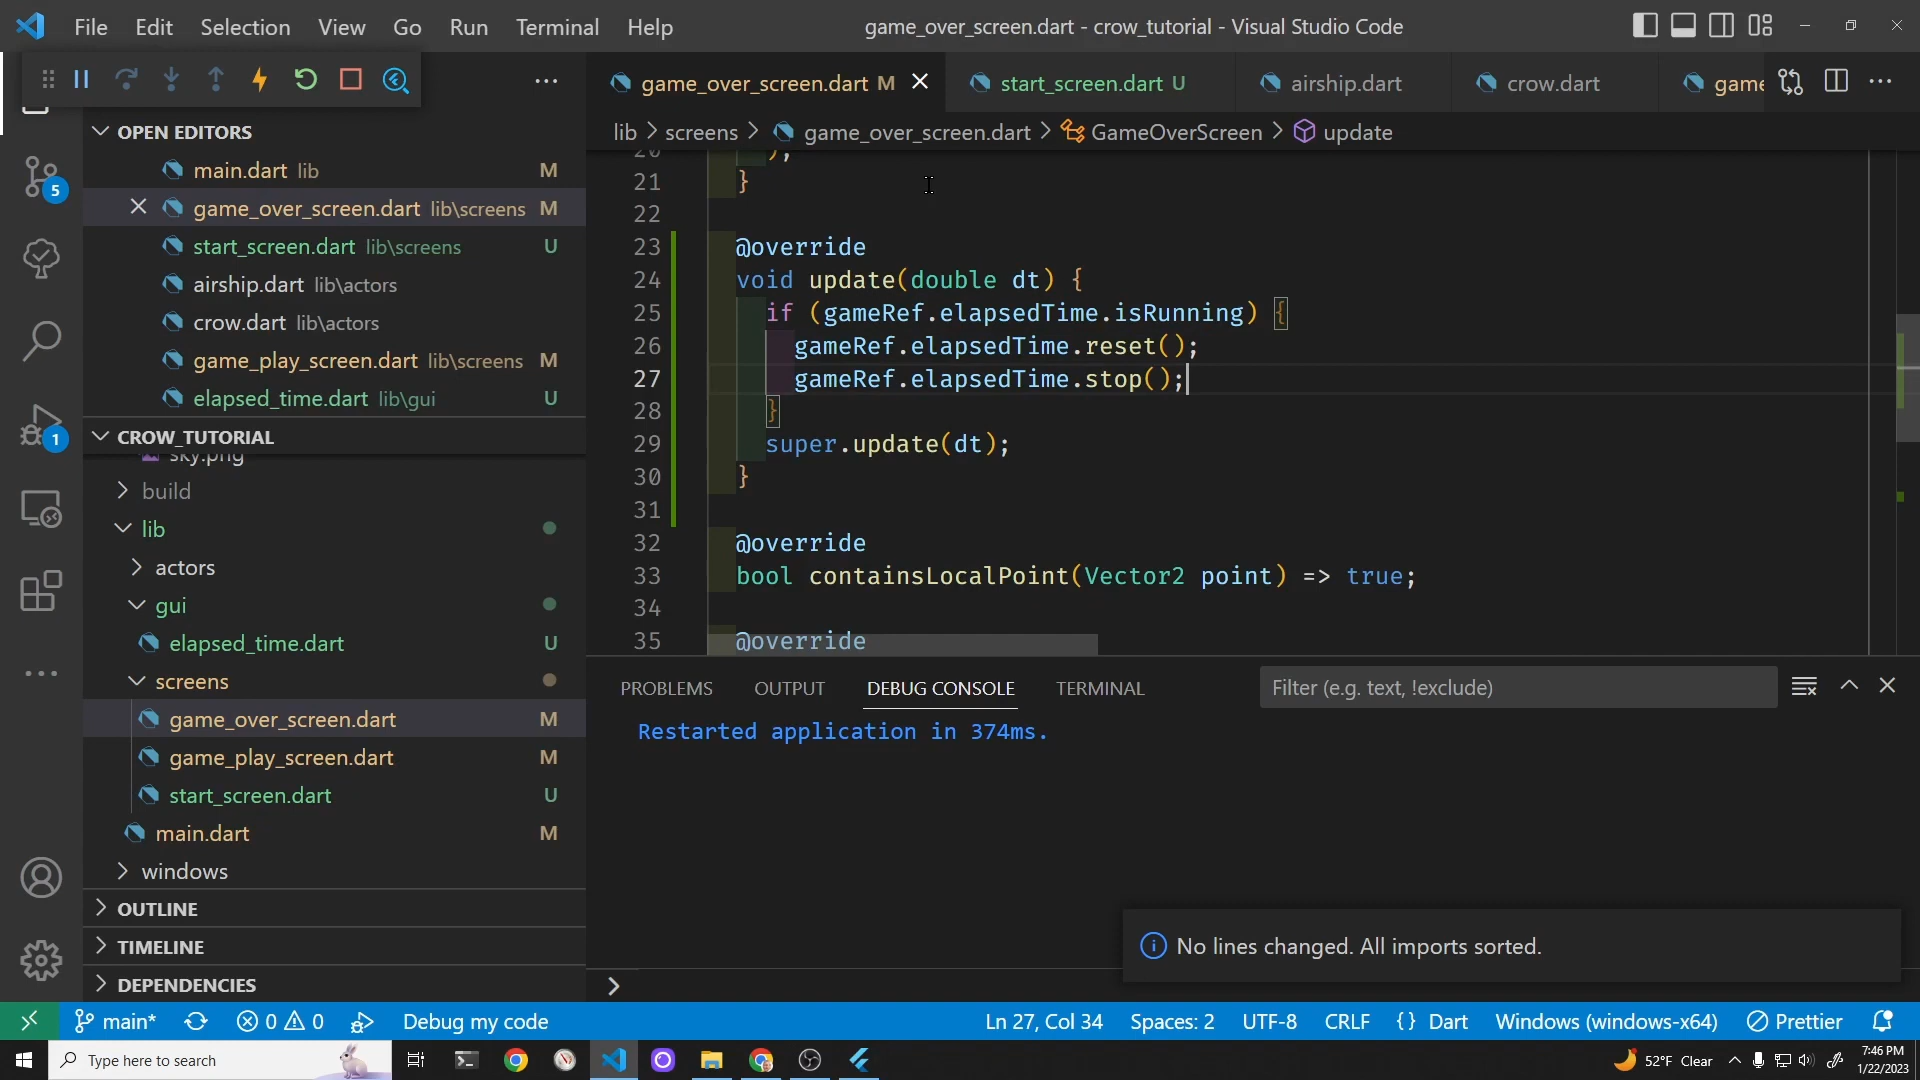 File Edit Selection View Go Run Terminal Help
game_over_screen.dart - crow_tutorial - Visual Studio Code
game_over_screen.dart M
start_screen.dart U
airship.dart
crow.dart
game
lib > screens > game_over_screen.dart > GameOverScreen > update
OPEN EDITORS
main.dart lib M
game_over_screen.dart lib\screens M
start_screen.dart lib\screens U
airship.dart lib\actors
crow.dart lib\actors
game_play_screen.dart lib\screens M
elapsed_time.dart lib\gui U
CROW_TUTORIAL
sky.png
build
lib
actors
gui
elapsed_time.dart U
screens
game_over_screen.dart M
game_play_screen.dart M
start_screen.dart U
main.dart M
windows
OUTLINE
TIMELINE
DEPENDENCIES
5
1
20 );
21 }
22
23 @override
24 void update(double dt) {
25 if (gameRef.elapsedTime.isRunning) {
26 gameRef.elapsedTime.reset();
27 gameRef.elapsedTime.stop();
28 }
29 super.update(dt);
30 }
31
32 @override
33 bool containsLocalPoint(Vector2 point) => true;
34
35 @override
PROBLEMS OUTPUT DEBUG CONSOLE TERMINAL
Filter (e.g. text, !exclude)
Restarted application in 374ms.
No lines changed. All imports sorted.
main* 0 0 Debug my code
Ln 27, Col 34 Spaces: 2 UTF-8 CRLF {} Dart Windows (windows-x64) Prettier
Type here to search
52°F Clear
7:46 PM
1/22/2023